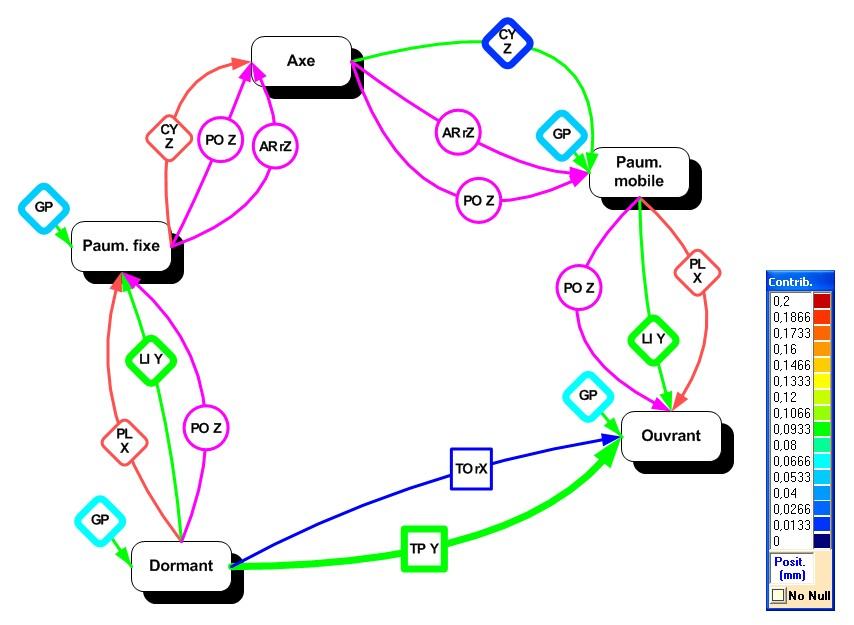 Axe
CY
Z
GP
Paum.
mobile
AR rZ
PO Z
CY
Z
PO Z
AR rZ
GP
Paum. fixe
PO Z
PL
X
LI Y
GP
Ouvrant
LI Y
PL
X
PO Z
GP
Dormant
TO rX
TP Y
Contrib.
0,2
0,1866
0,1733
0,16
0,1466
0,1333
0,12
0,1066
0,0933
0,08
0,0666
0,0533
0,04
0,0266
0,0133
0
Posit.
(mm)
No Null